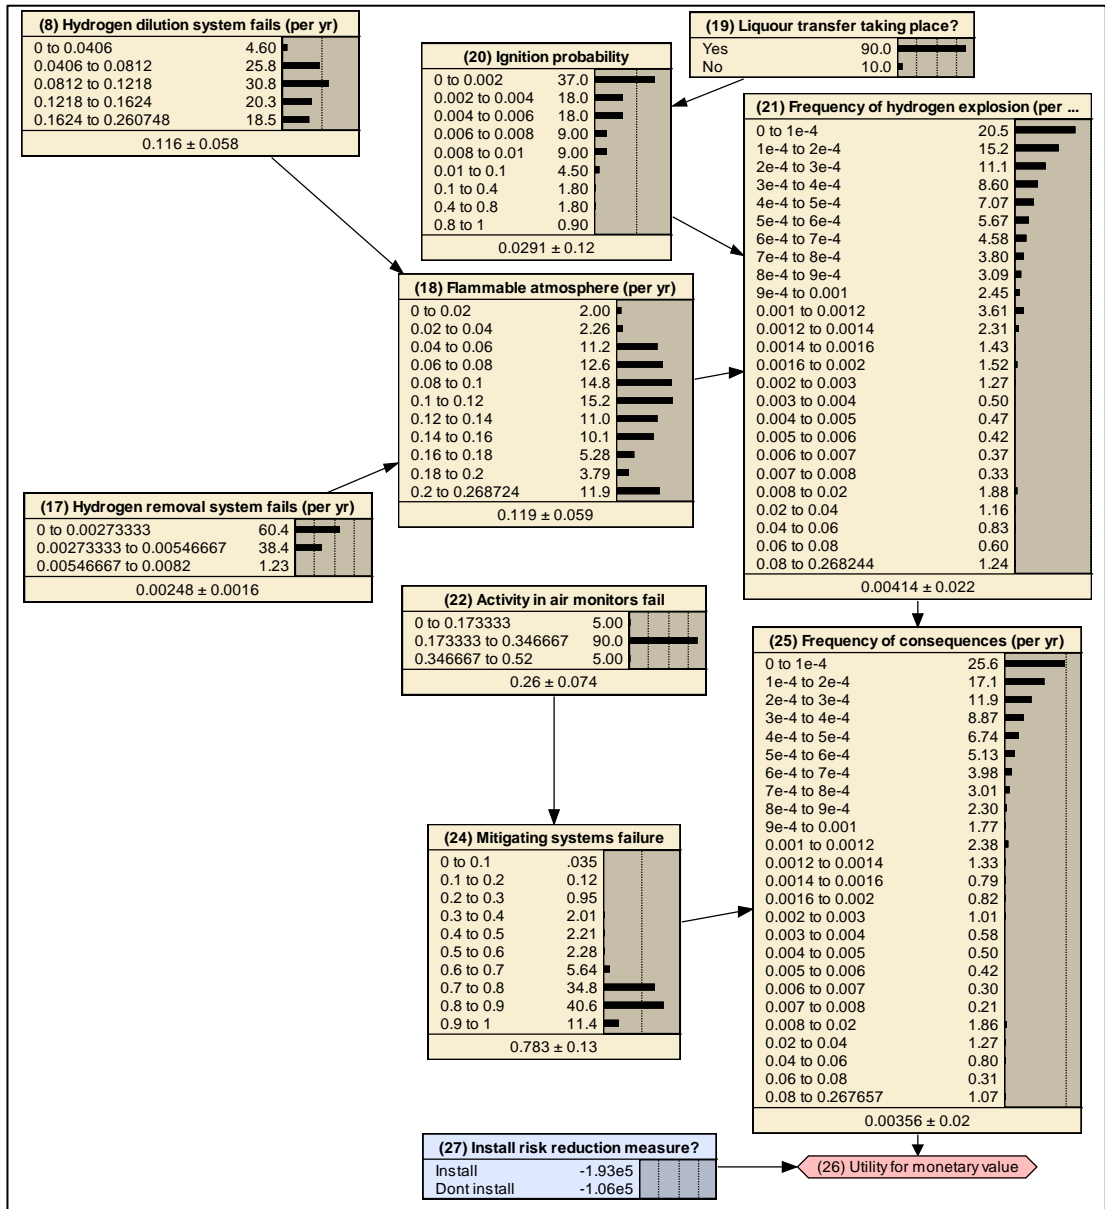 (8) Hydrogen dilution system fails (per yr)
0 to 0.0406 4.60
0.0406 to 0.0812 25.8
0.0812 to 0.1218 30.8
0.1218 to 0.1624 20.3
0.1624 to 0.260748 18.5
0.116 ± 0.058
(20) Ignition probability
0 to 0.002 37.0
0.002 to 0.004 18.0
0.004 to 0.006 18.0
0.006 to 0.008 9.00
0.008 to 0.01 9.00
0.01 to 0.1 4.50
0.1 to 0.4 1.80
0.4 to 0.8 1.80
0.8 to 1 0.90
0.0291 ± 0.12
(19) Liquour transfer taking place?
Yes 90.0
No 10.0
(21) Frequency of hydrogen explosion (per ...
0 to 1e-4 20.5
1e-4 to 2e-4 15.2
2e-4 to 3e-4 11.1
3e-4 to 4e-4 8.60
4e-4 to 5e-4 7.07
5e-4 to 6e-4 5.67
6e-4 to 7e-4 4.58
7e-4 to 8e-4 3.80
8e-4 to 9e-4 3.09
9e-4 to 0.001 2.45
0.001 to 0.0012 3.61
0.0012 to 0.0014 2.31
0.0014 to 0.0016 1.43
0.0016 to 0.002 1.52
0.002 to 0.003 1.27
0.003 to 0.004 0.50
0.004 to 0.005 0.47
0.005 to 0.006 0.42
0.006 to 0.007 0.37
0.007 to 0.008 0.33
0.008 to 0.02 1.88
0.02 to 0.04 1.16
0.04 to 0.06 0.83
0.06 to 0.08 0.60
0.08 to 0.268244 1.24
0.00414 ± 0.022
(18) Flammable atmosphere (per yr)
0 to 0.02 2.00
0.02 to 0.04 2.26
0.04 to 0.06 11.2
0.06 to 0.08 12.6
0.08 to 0.1 14.8
0.1 to 0.12 15.2
0.12 to 0.14 11.0
0.14 to 0.16 10.1
0.16 to 0.18 5.28
0.18 to 0.2 3.79
0.2 to 0.268724 11.9
0.119 ± 0.059
(17) Hydrogen removal system fails (per yr)
0 to 0.00273333 60.4
0.00273333 to 0.00546667 38.4
0.00546667 to 0.0082 1.23
0.00248 ± 0.0016
(22) Activity in air monitors fail
0 to 0.173333 5.00
0.173333 to 0.346667 90.0
0.346667 to 0.52 5.00
0.26 ± 0.074
(25) Frequency of consequences (per yr)
0 to 1e-4 25.6
1e-4 to 2e-4 17.1
2e-4 to 3e-4 11.9
3e-4 to 4e-4 8.87
4e-4 to 5e-4 6.74
5e-4 to 6e-4 5.13
6e-4 to 7e-4 3.98
7e-4 to 8e-4 3.01
8e-4 to 9e-4 2.30
9e-4 to 0.001 1.77
0.001 to 0.0012 2.38
0.0012 to 0.0014 1.33
0.0014 to 0.0016 0.79
0.0016 to 0.002 0.82
0.002 to 0.003 1.01
0.003 to 0.004 0.58
0.004 to 0.005 0.50
0.005 to 0.006 0.42
0.006 to 0.007 0.30
0.007 to 0.008 0.21
0.008 to 0.02 1.86
0.02 to 0.04 1.27
0.04 to 0.06 0.80
0.06 to 0.08 0.31
0.08 to 0.267657 1.07
0.00356 ± 0.02
(24) Mitigating systems failure
0 to 0.1 .035
0.1 to 0.2 0.12
0.2 to 0.3 0.95
0.3 to 0.4 2.01
0.4 to 0.5 2.21
0.5 to 0.6 2.28
0.6 to 0.7 5.64
0.7 to 0.8 34.8
0.8 to 0.9 40.6
0.9 to 1 11.4
0.783 ± 0.13
(27) Install risk reduction measure?
Install -1.93e5
Dont install -1.06e5
(26) Utility for monetary value